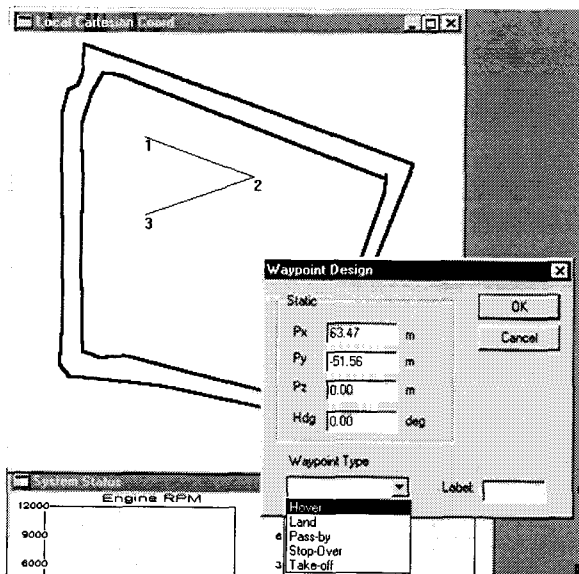 Local Cartesian Coord
1
2
3
Waypoint Design
Static
Px 63.47 m
Py -51.56 m
Pz 0.00 m
Hdg 0.00 deg
OK
Cancel
Waypoint Type
Label:
Hover
Land
Pass-by
Stop-Over
Take-off
System Status
Engine RPM
12000
9000
6000
6
3